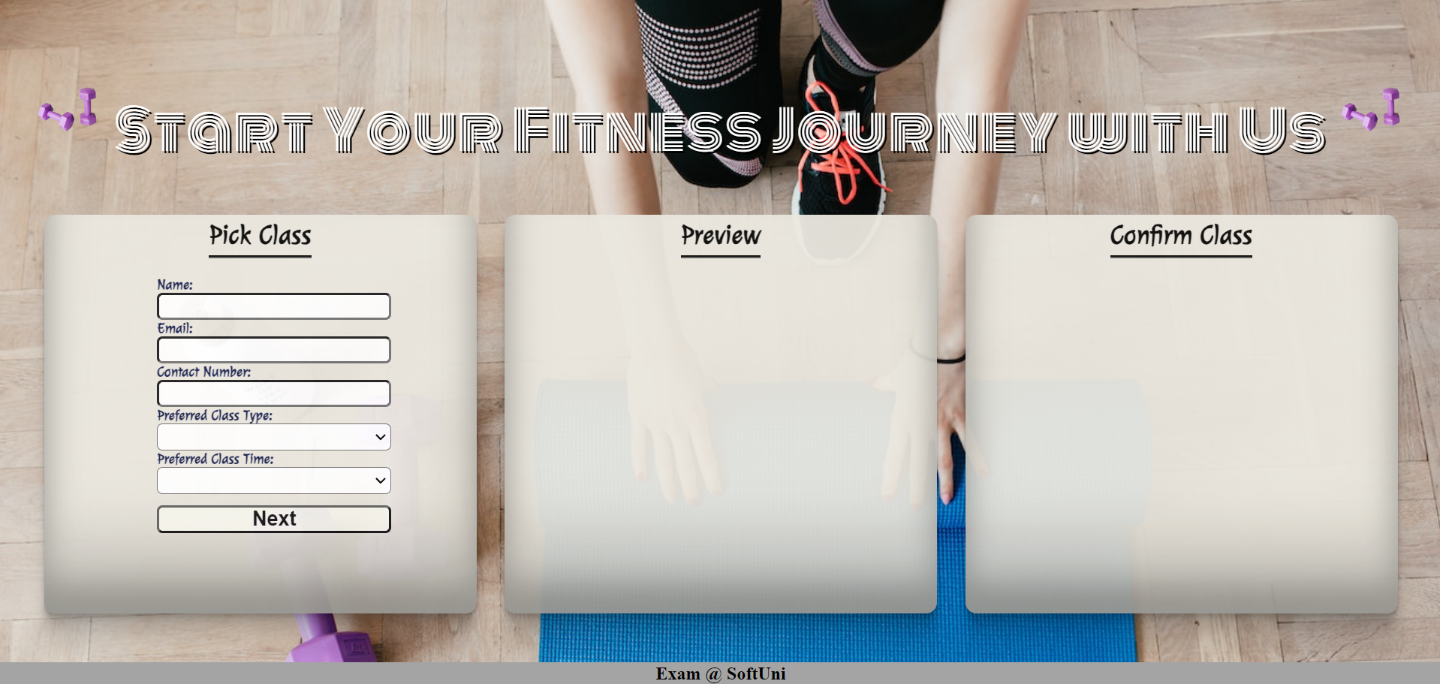 Start Your Fitness Journey with Us
Pick Class
Name:
Email:
Contact Number:
Preferred Class Type:
Preferred Class Time:
Next
Preview
Confirm Class
Exam @ SoftUni